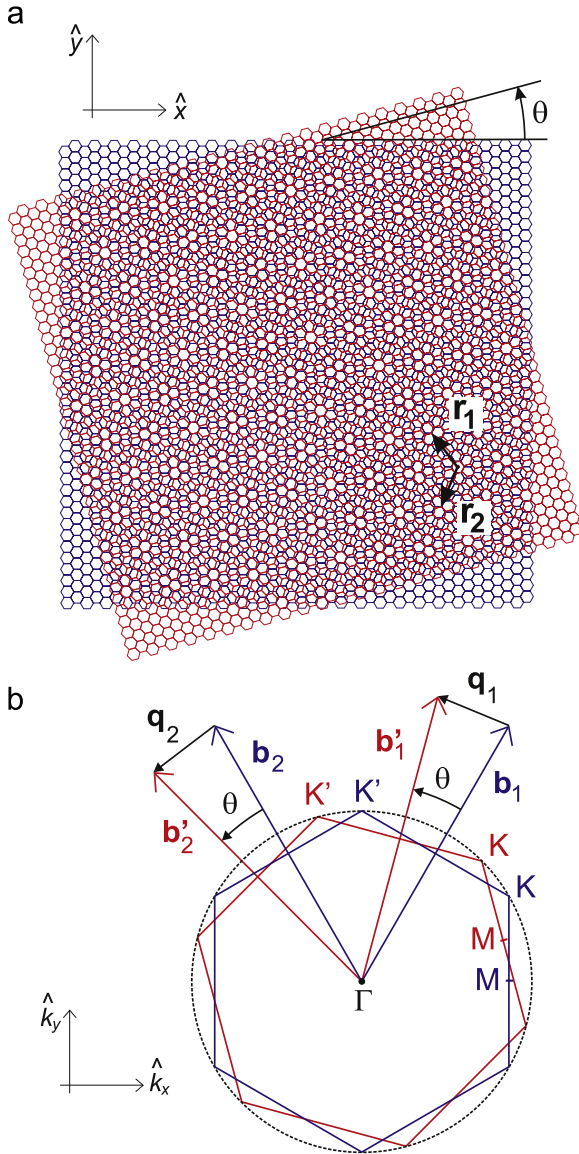 a
ŷ
x̂
θ
r₁
r₂
b
q₁
q₂
b₂
b'₁
θ
θ
b₁
b'₂
K'
K'
K
K
M
M
Γ
k̂y
k̂x